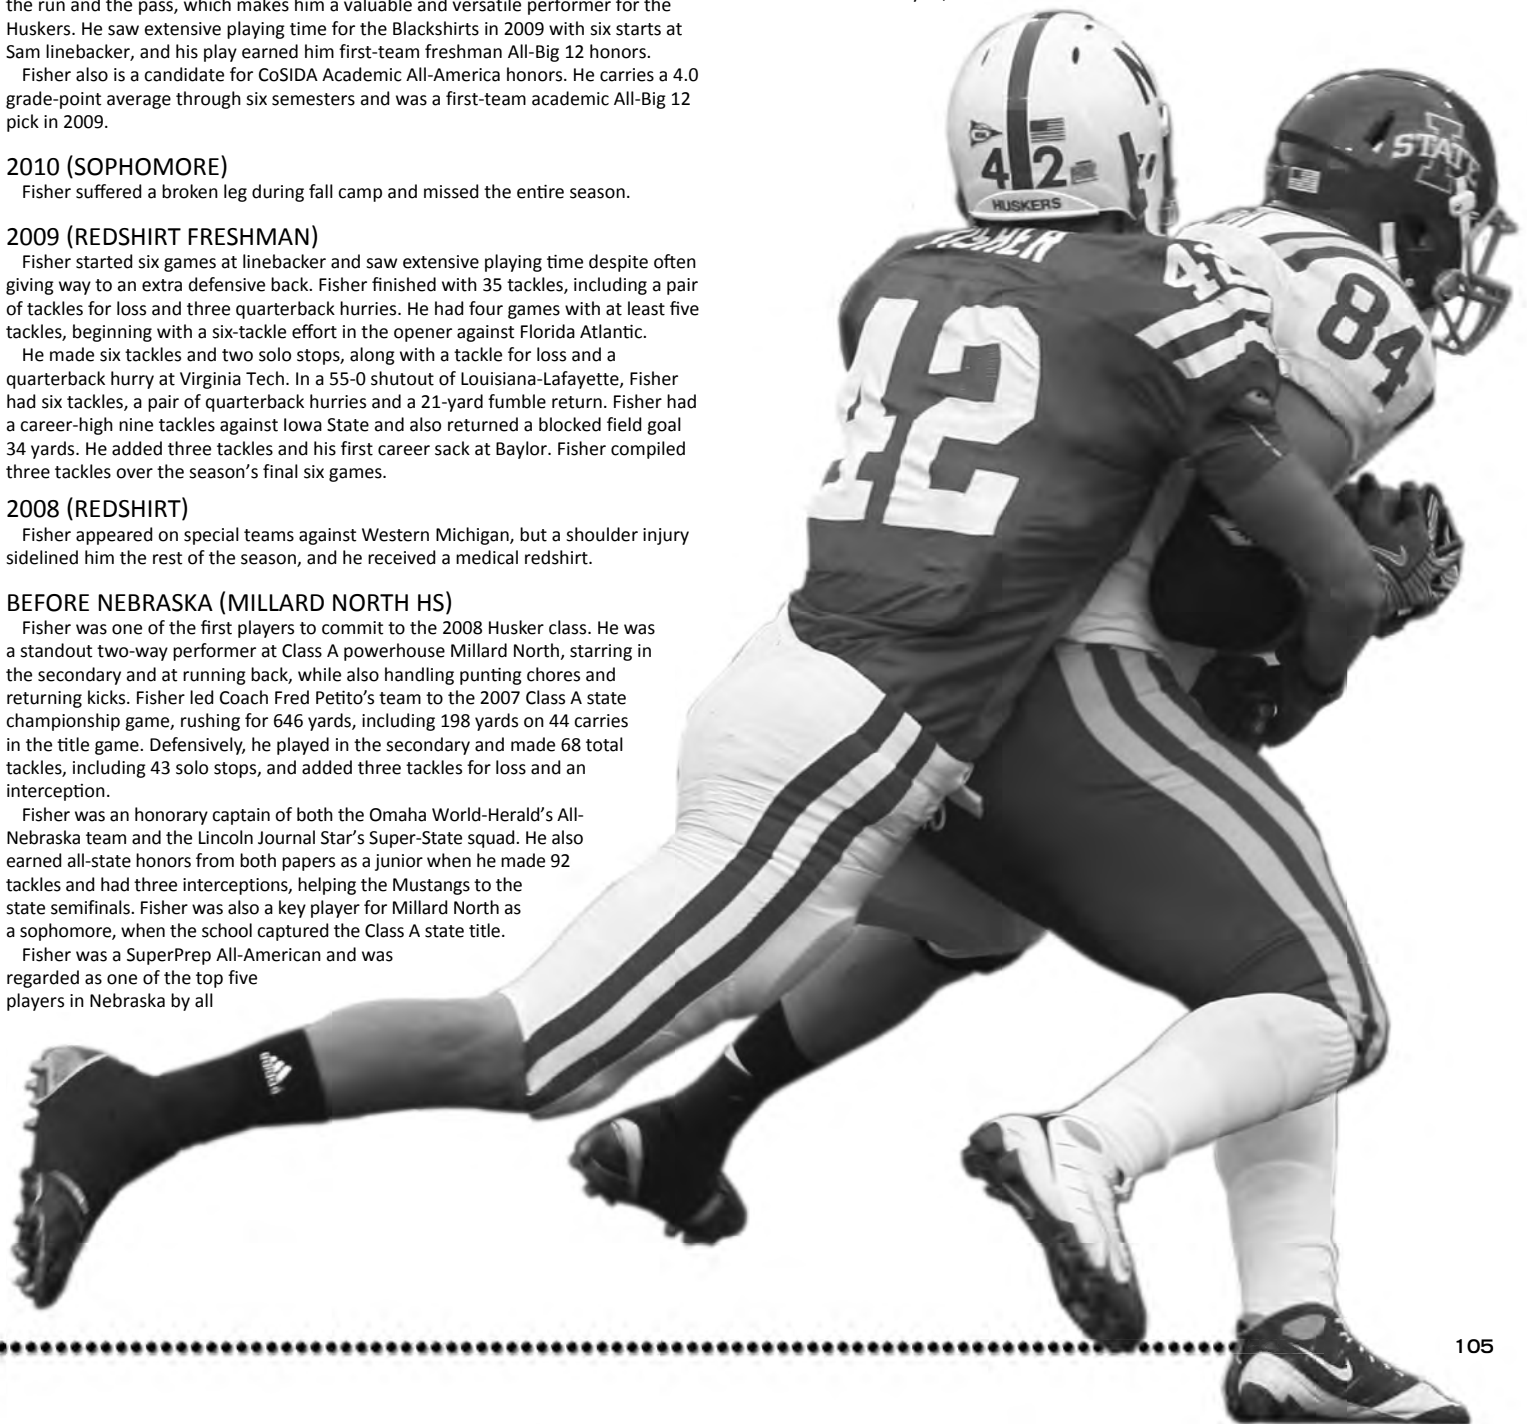 the run and the pass, which makes him a valuable and versatile performer for the
Huskers. He saw extensive playing time for the Blackshirts in 2009 with six starts at
Sam linebacker, and his play earned him first-team freshman All-Big 12 honors.
Fisher also is a candidate for CoSIDA Academic All-America honors. He carries a 4.0
grade-point average through six semesters and was a first-team academic All-Big 12
pick in 2009.
2010 (SOPHOMORE)
Fisher suffered a broken leg during fall camp and missed the entire season.
2009 (REDSHIRT FRESHMAN)
Fisher started six games at linebacker and saw extensive playing time despite often
giving way to an extra defensive back. Fisher finished with 35 tackles, including a pair
of tackles for loss and three quarterback hurries. He had four games with at least five
tackles, beginning with a six-tackle effort in the opener against Florida Atlantic.
He made six tackles and two solo stops, along with a tackle for loss and a
quarterback hurry at Virginia Tech. In a 55-0 shutout of Louisiana-Lafayette, Fisher
had six tackles, a pair of quarterback hurries and a 21-yard fumble return. Fisher had
a career-high nine tackles against Iowa State and also returned a blocked field goal
34 yards. He added three tackles and his first career sack at Baylor. Fisher compiled
three tackles over the season's final six games.
2008 (REDSHIRT)
Fisher appeared on special teams against Western Michigan, but a shoulder injury
sidelined him the rest of the season, and he received a medical redshirt.
BEFORE NEBRASKA (MILLARD NORTH HS)
Fisher was one of the first players to commit to the 2008 Husker class. He was
a standout two-way performer at Class A powerhouse Millard North, starring in
the secondary and at running back, while also handling punting chores and
returning kicks. Fisher led Coach Fred Petito's team to the 2007 Class A state
championship game, rushing for 646 yards, including 198 yards on 44 carries
in the title game. Defensively, he played in the secondary and made 68 total
tackles, including 43 solo stops, and added three tackles for loss and an
interception.
Fisher was an honorary captain of both the Omaha World-Herald's All-
Nebraska team and the Lincoln Journal Star's Super-State squad. He also
earned all-state honors from both papers as a junior when he made 92
tackles and had three interceptions, helping the Mustangs to the
state semifinals. Fisher was also a key player for Millard North as
a sophomore, when the school captured the Class A state title.
Fisher was a SuperPrep All-American and was
regarded as one of the top five
players in Nebraska by all
N
42
HUSKERS
FISHER
42
42
STATE
84
adidas
105